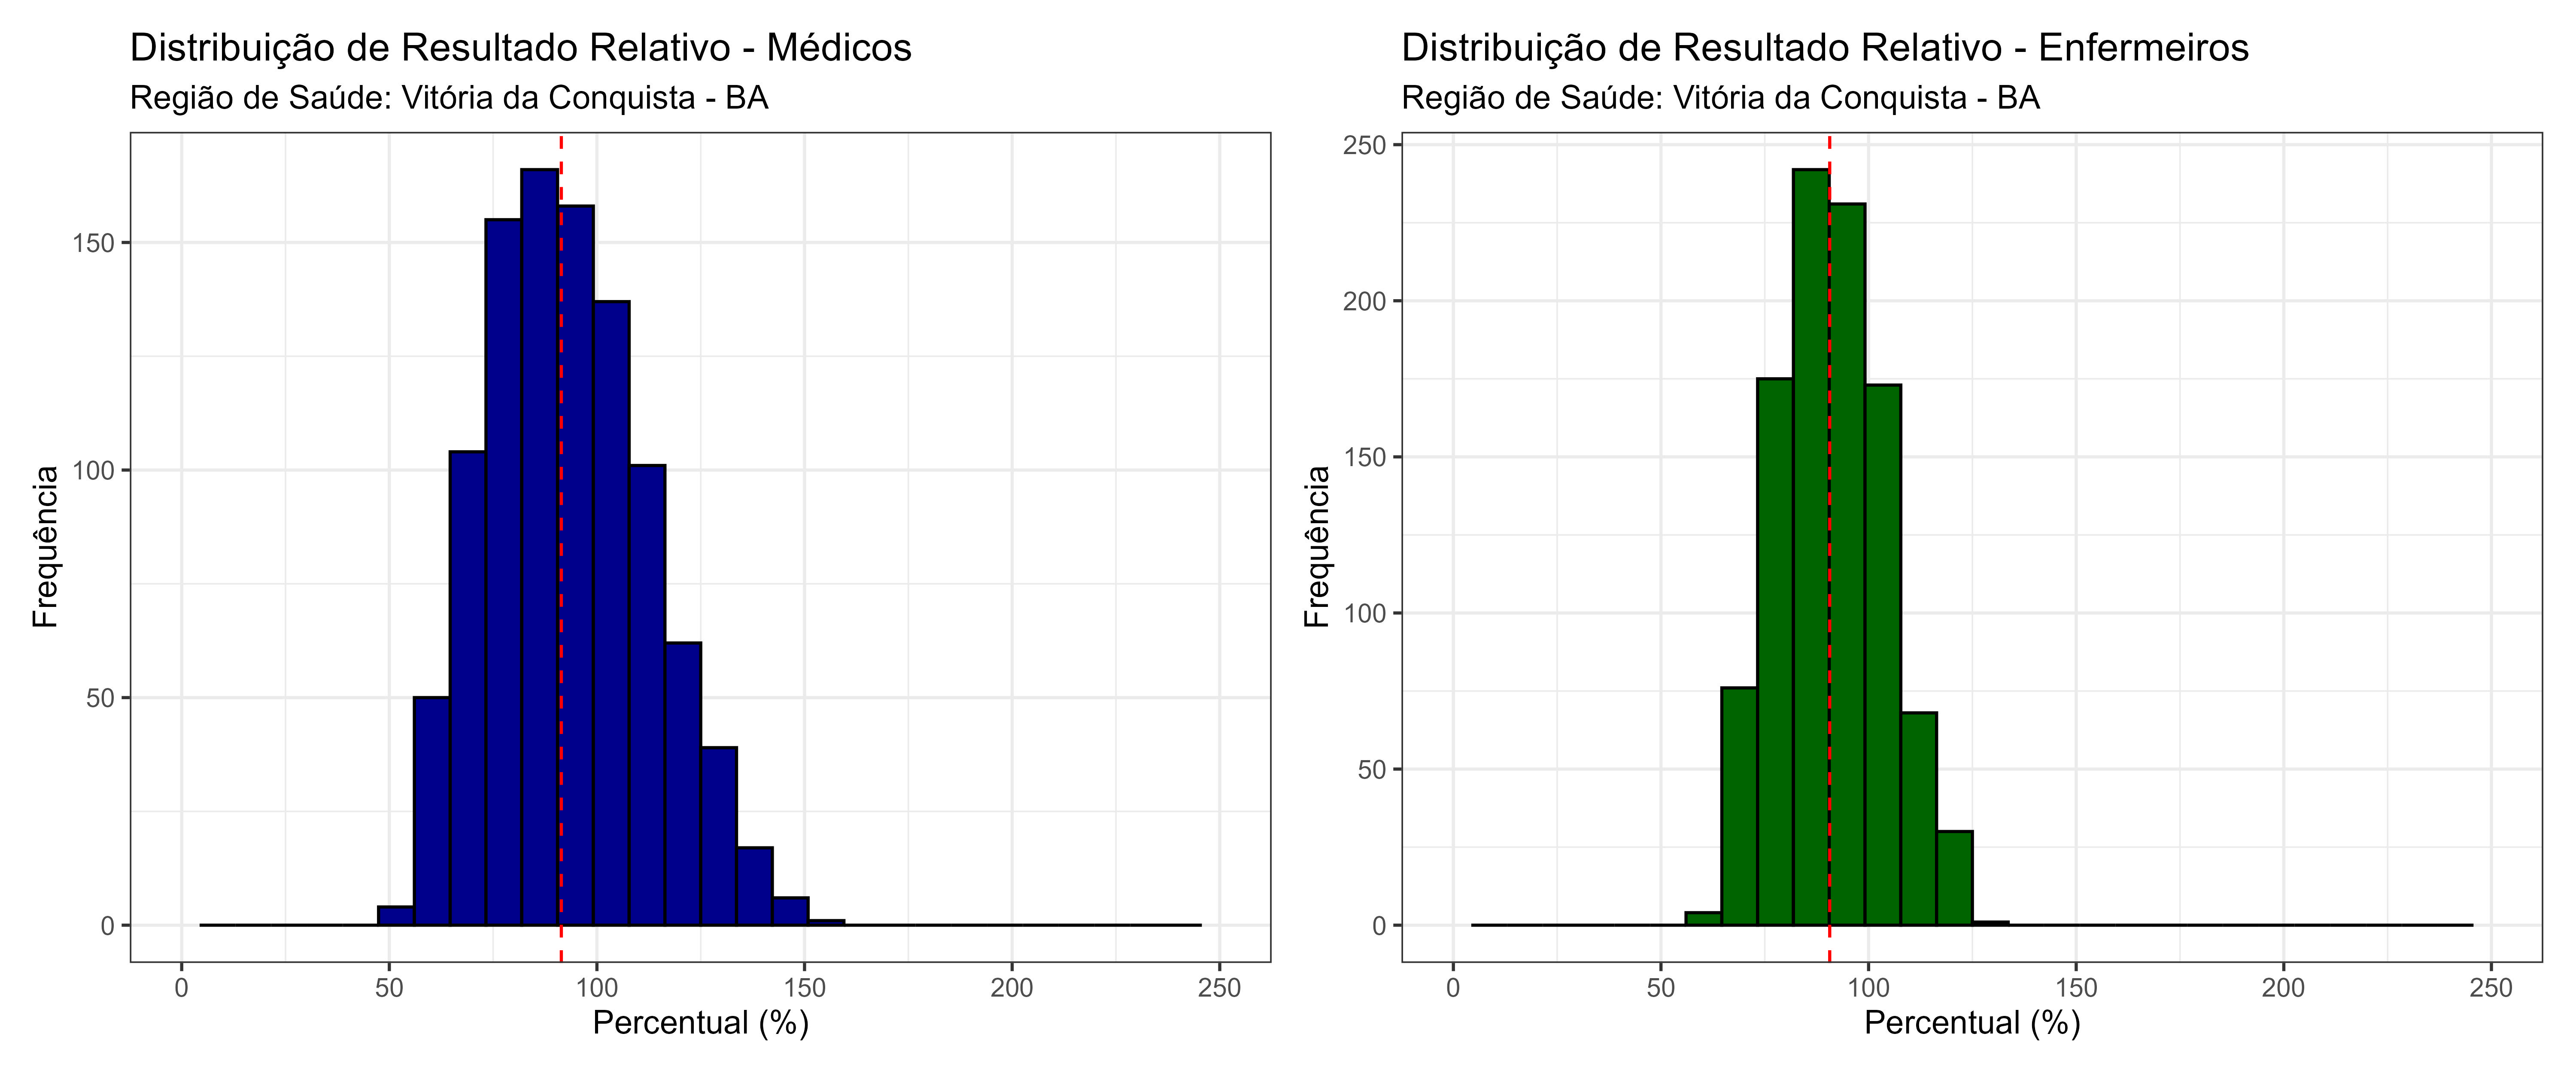 Distribuição de Resultado Relativo - Médicos
Região de Saúde: Vitória da Conquista - BA
Frequência
150
100
50
0
0 50 100 150 200 250
Percentual (%)
Distribuição de Resultado Relativo - Enfermeiros
Região de Saúde: Vitória da Conquista - BA
Frequência
250
200
150
100
50
0
0 50 100 150 200 250
Percentual (%)